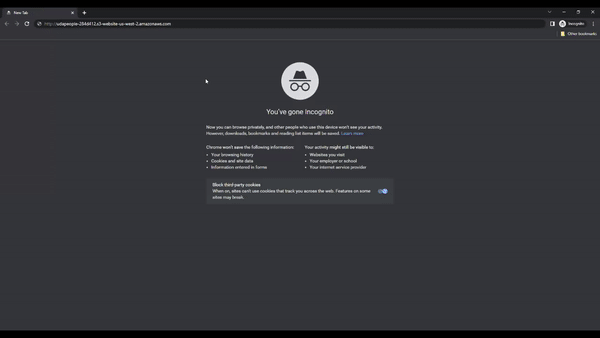 New Tab
http://udapeople-284d412.s3-website-us-west-2.amazonaws.com
Incognito
Other bookmarks
You've gone Incognito
Now you can browse privately, and other people who use this device won't see your activity.
However, downloads, bookmarks and reading list items will be saved. Learn more
Chrome won't save the following information:
• Your browsing history
• Cookies and site data
• Information entered in forms
Your activity might still be visible to:
• Websites you visit
• Your employer or school
• Your internet service provider
Block third-party cookies
When on, sites can't use cookies that track you across the web. Features on some
sites may break.